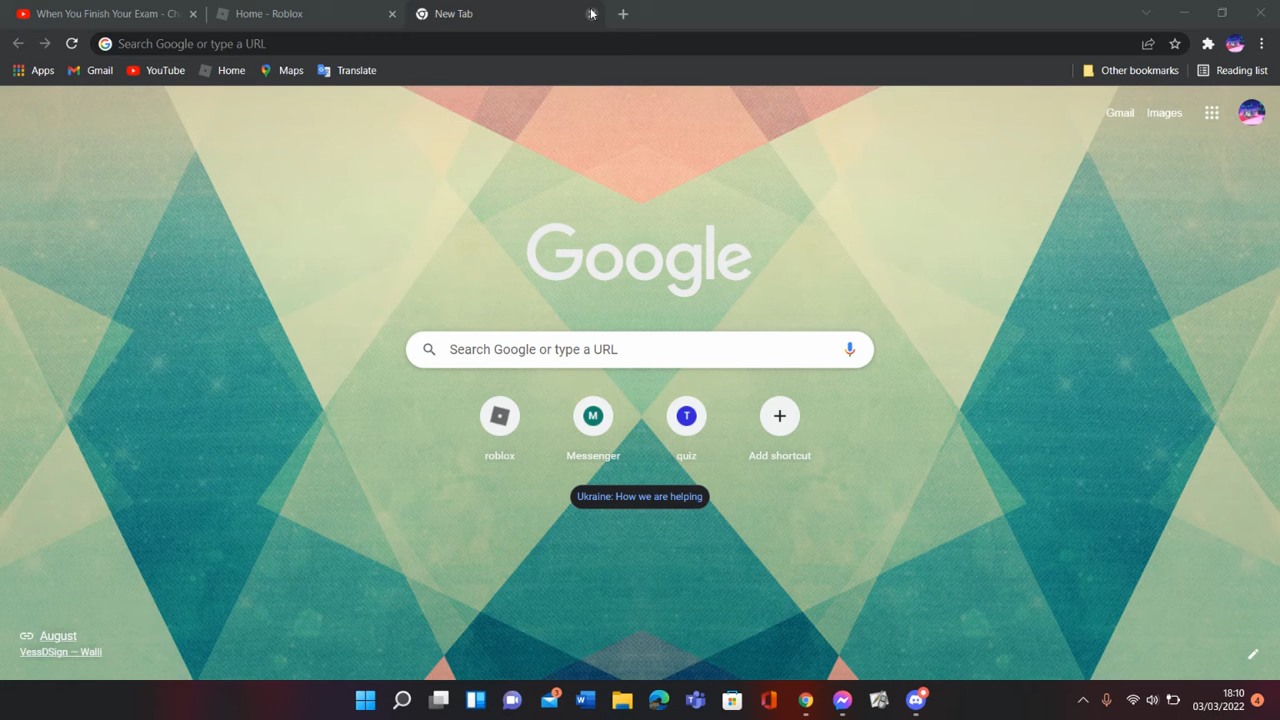 When You Finish Your Exam - Ch
Home - Roblox
New Tab
Search Google or type a URL
Apps
Gmail
YouTube
Home
Maps
Translate
Other bookmarks
Reading list
Gmail
Images
Google
Search Google or type a URL
M
T
roblox
Messenger
quiz
Add shortcut
Ukraine: How we are helping
August
VessDSign — Walli
3
18:10
03/03/2022
4